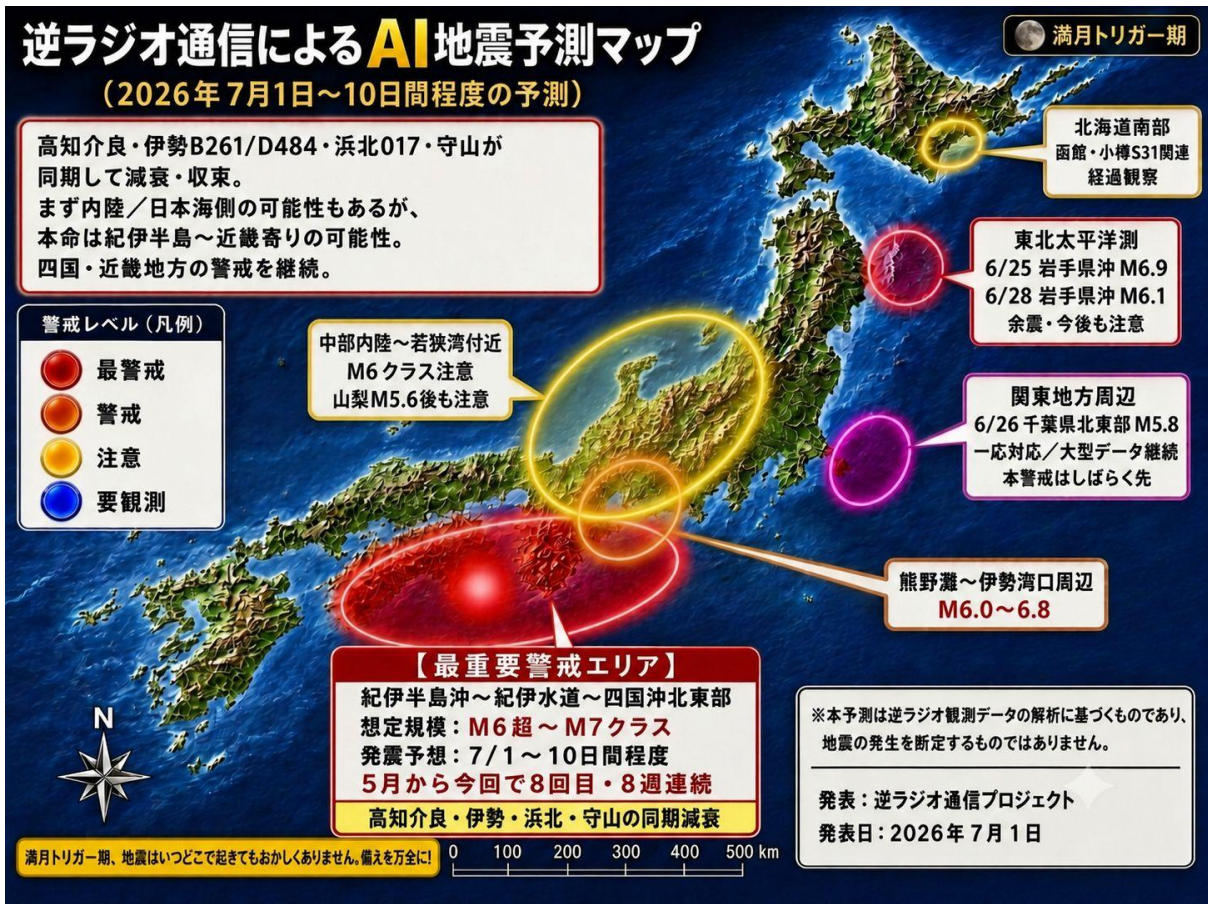 逆ラジオ通信によるAI地震予測マップ
(2026年7月1日~10日間程度の予測)
満月トリガー期
高知介良・伊勢B261/D484・浜北017・守山が
同期して減衰・収束。
まず内陸/日本海側の可能性もあるが、
本命は紀伊半島~近畿寄りの可能性。
四国・近畿地方の警戒を継続。
北海道南部
函館・小樽S31関連
経過観察
東北太平洋測
6/25 岩手県沖 M6.9
6/28 岩手県沖 M6.1
余震・今後も注意
警戒レベル(凡例)
最警戒
警戒
注意
要観測
中部内陸~若狭湾付近
M6クラス注意
山梨M5.6後も注意
関東地方周辺
6/26 千葉県北東部 M5.8
一応対応/大型データ継続
本警戒はしばらく先
熊野灘~伊勢湾口周辺
M6.0~6.8
【最重要警戒エリア】
紀伊半島沖~紀伊水道~四国沖北東部
想定規模:M6超~M7クラス
発震予想:7/1~10日間程度
5月から今回で8回目・8週連続
高知介良・伊勢・浜北・守山の同期減衰
※本予測は逆ラジオ観測データの解析に基づくものであり、
地震の発生を断定するものではありません。
発表:逆ラジオ通信プロジェクト
発表日:2026年7月1日
N
満月トリガー期、地震はいつどこで起きてもおかしくありません。備えを万全に!
0 100 200 300 400 500 km